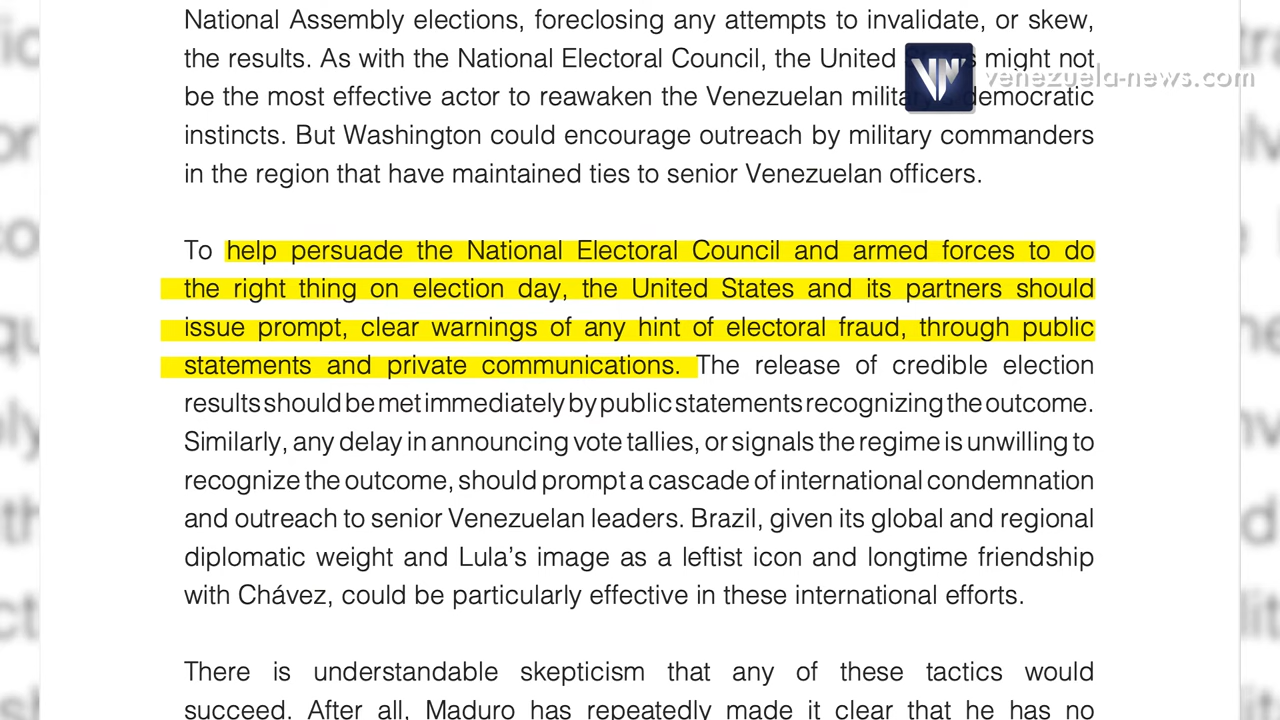 National Assembly elections, foreclosing any attempts to invalidate, or skew,
the results. As with the National Electoral Council, the United States might not
be the most effective actor to reawaken the Venezuelan military's democratic
instincts. But Washington could encourage outreach by military commanders
in the region that have maintained ties to senior Venezuelan officers.
VN venezuela-news.com
To help persuade the National Electoral Council and armed forces to do
the right thing on election day, the United States and its partners should
issue prompt, clear warnings of any hint of electoral fraud, through public
statements and private communications. The release of credible election
results should be met immediately by public statements recognizing the outcome.
Similarly, any delay in announcing vote tallies, or signals the regime is unwilling to
recognize the outcome, should prompt a cascade of international condemnation
and outreach to senior Venezuelan leaders. Brazil, given its global and regional
diplomatic weight and Lula’s image as a leftist icon and longtime friendship
with Chávez, could be particularly effective in these international efforts.
There is understandable skepticism that any of these tactics would
succeed. After all, Maduro has repeatedly made it clear that he has no